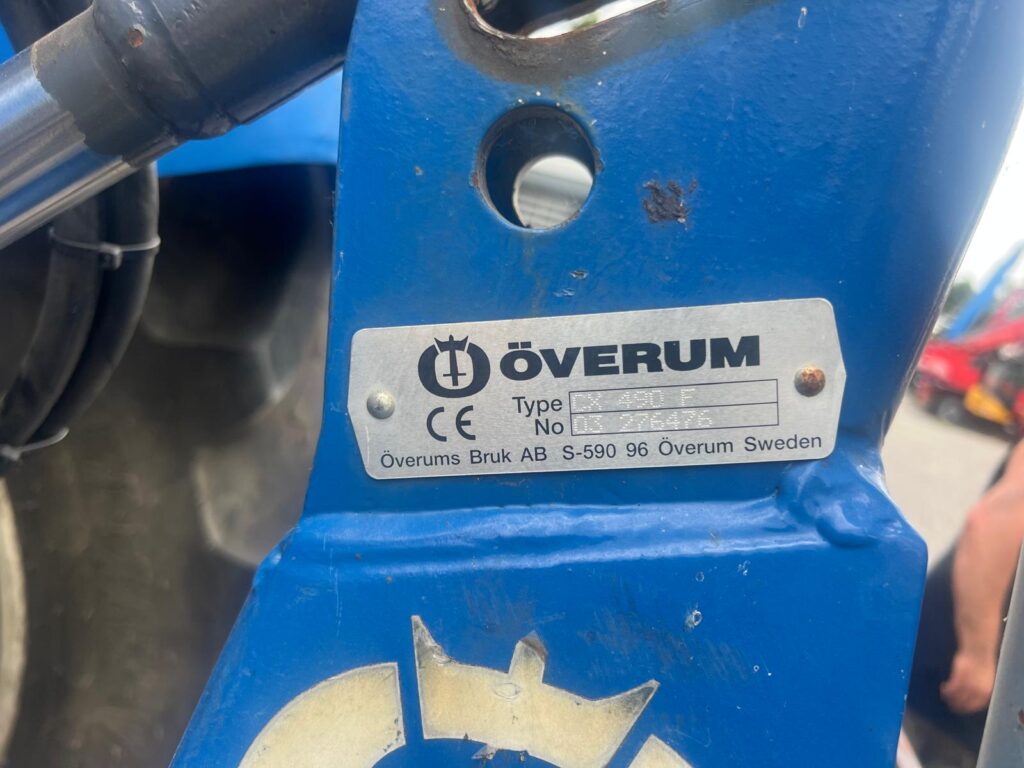 ÖVERUM
Type CX 490 F
No 03 276476
CE
Överums Bruk AB S-590 96 Överum Sweden